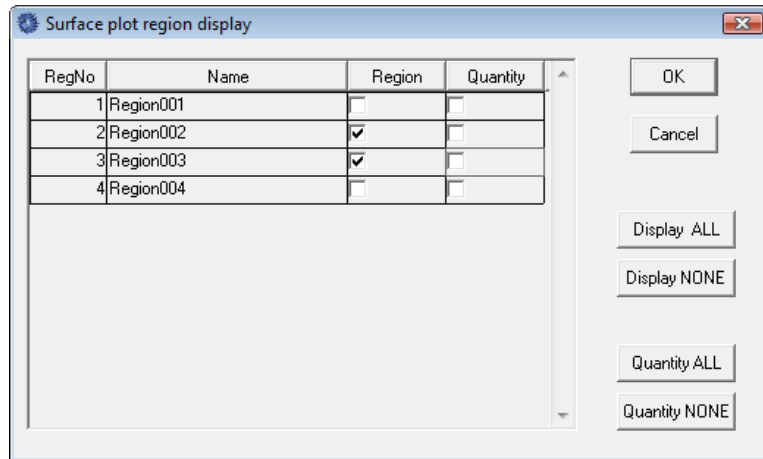 Surface plot region display
RegNo Name Region Quantity
1 Region001
2 Region002
3 Region003
4 Region004
OK
Cancel
Display ALL
Display NONE
Quantity ALL
Quantity NONE